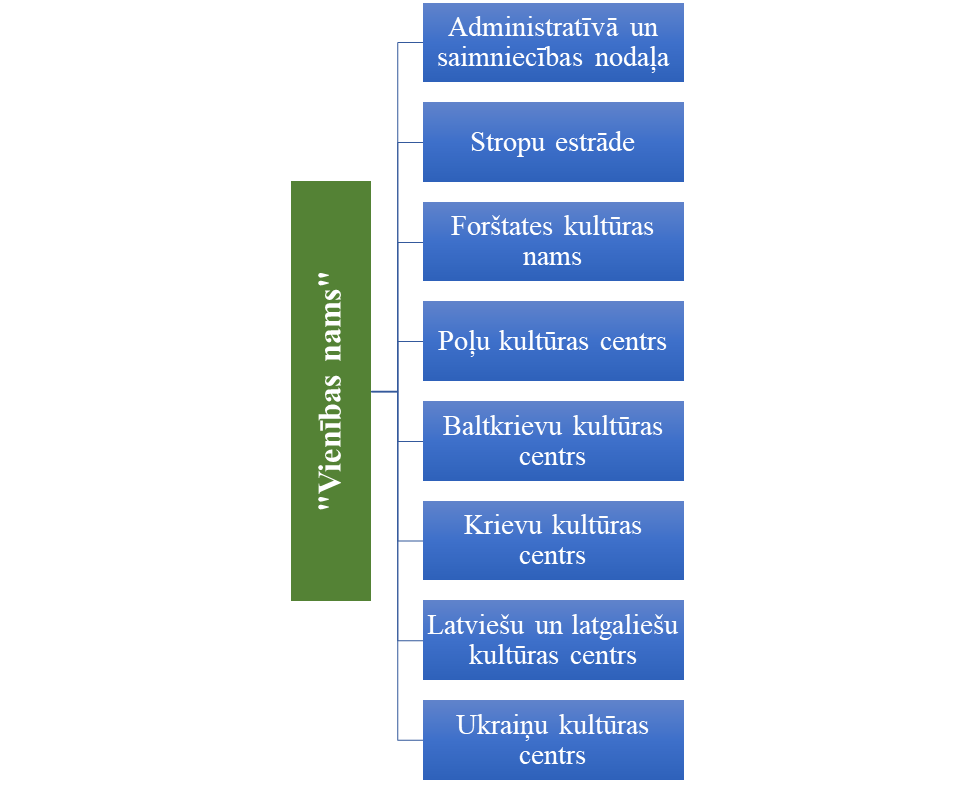 Administratīvā un
saimniecības nodaļa
Stropu estrāde
Forštates kultūras
nams
"Vienības nams"
Poļu kultūras centrs
Baltkrievu kultūras
centrs
Krievu kultūras
centrs
Latviešu un latgaliešu
kultūras centrs
Ukraiņu kultūras
centrs